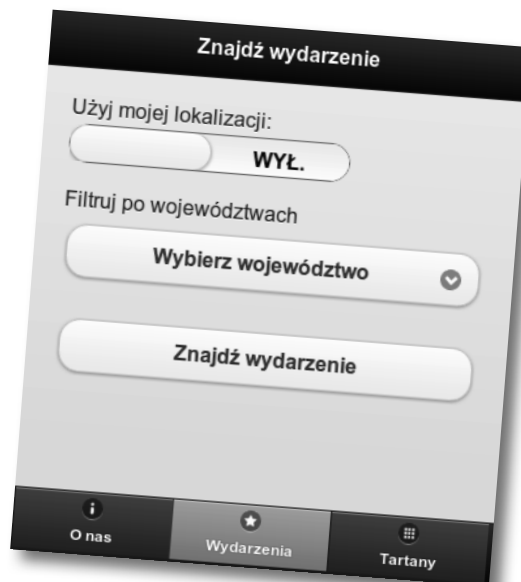 Znajdź wydarzenie
Użyj mojej lokalizacji:
WYŁ.
Filtruj po województwach
Wybierz województwo
Znajdź wydarzenie
O nas
Wydarzenia
Tartany